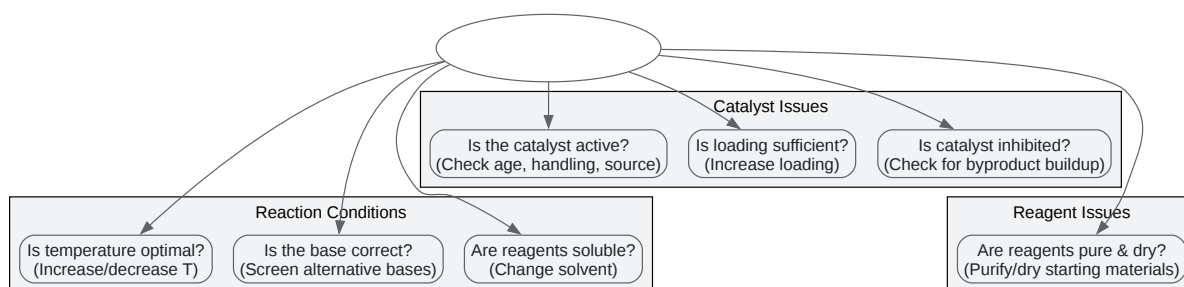 Catalyst Issues
Is the catalyst active?
(Check age, handling, source)
Is loading sufficient?
(Increase loading)
Is catalyst inhibited?
(Check for byproduct buildup)
Reaction Conditions
Is temperature optimal?
(Increase/decrease T)
Is the base correct?
(Screen alternative bases)
Are reagents soluble?
(Change solvent)
Reagent Issues
Are reagents pure & dry?
(Purify/dry starting materials)